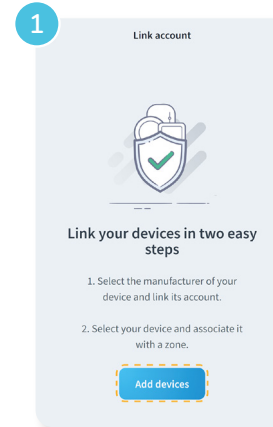 1
Link account
Link your devices in two easy
steps
1. Select the manufacturer of your
device and link its account.
2. Select your device and associate it
with a zone.
Add devices